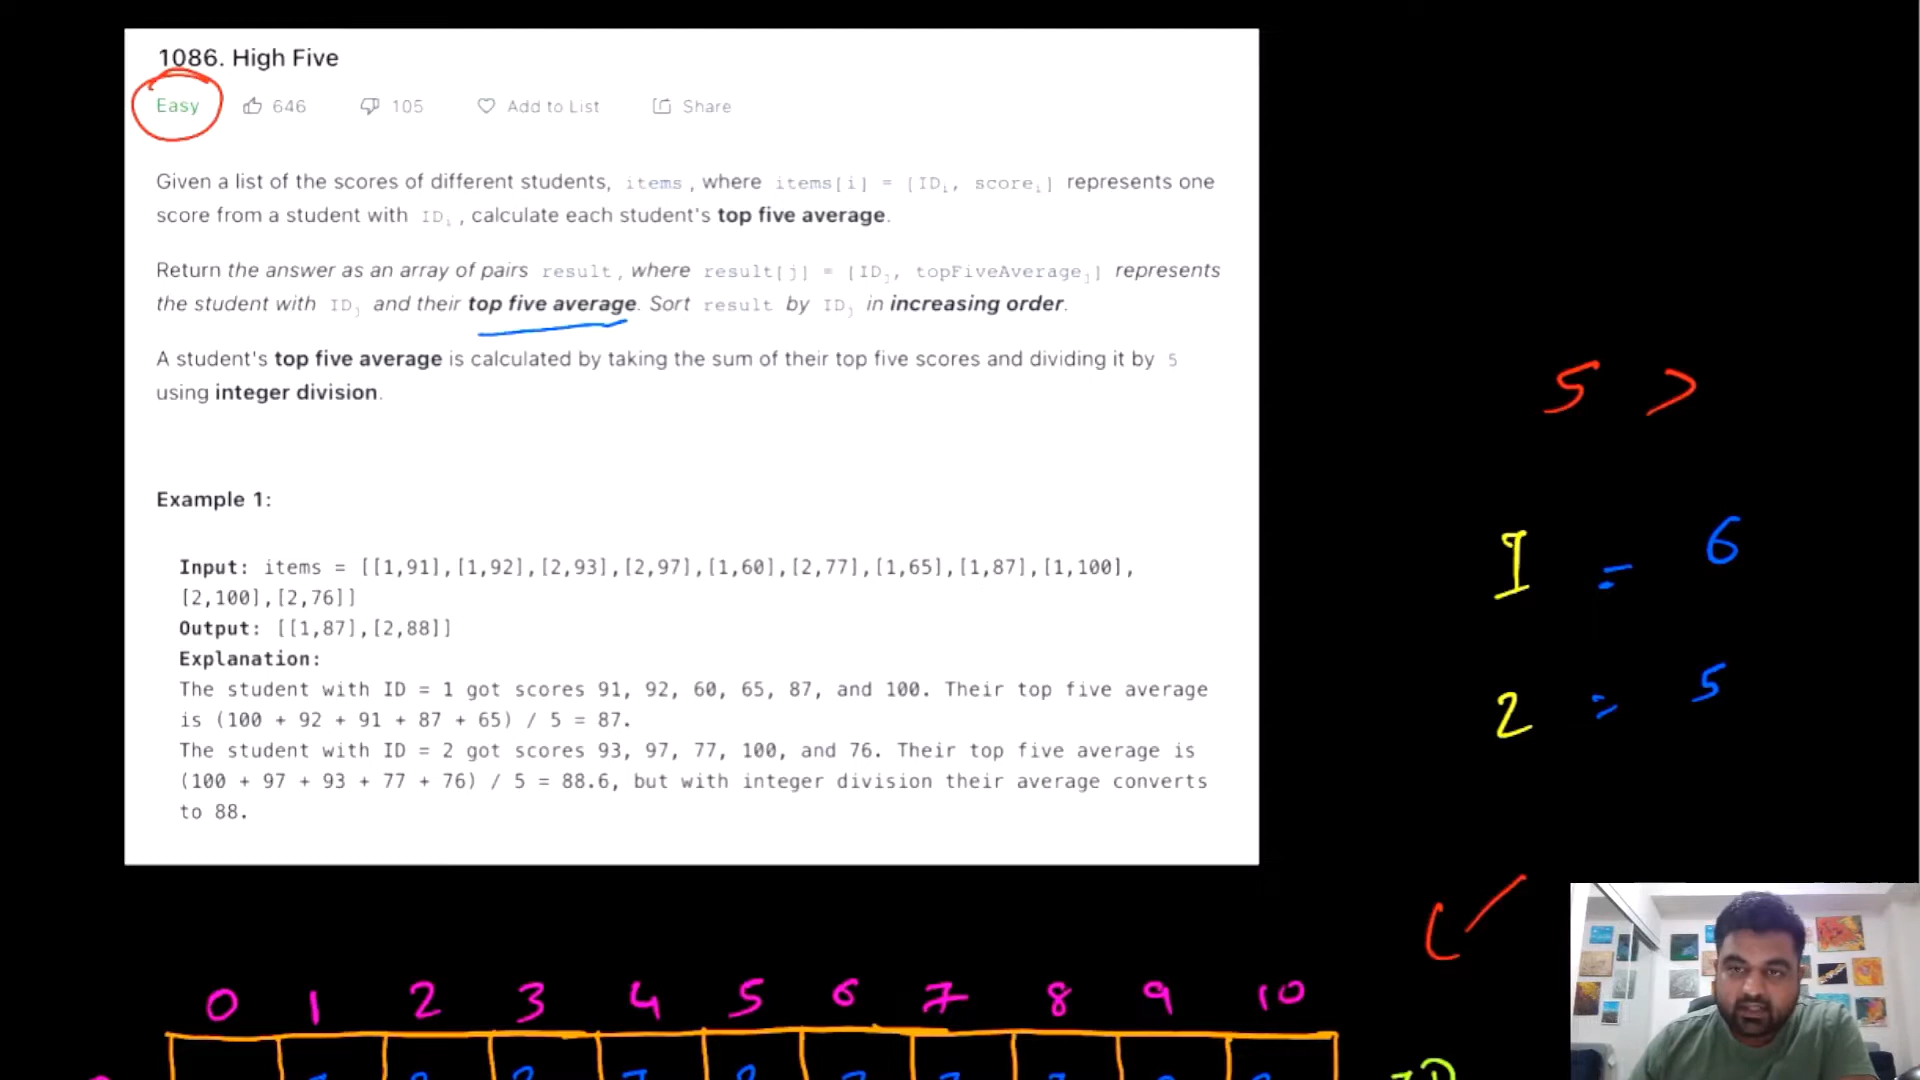 1086. High Five
Easy 646 105 Add to List Share
Given a list of the scores of different students, items, where items[i] = [IDᵢ, scoreᵢ] represents one
score from a student with IDᵢ, calculate each student's top five average.
Return the answer as an array of pairs result, where result[j] = [IDⱼ, topFiveAverageⱼ] represents
the student with IDⱼ and their top five average. Sort result by IDⱼ in increasing order.
A student's top five average is calculated by taking the sum of their top five scores and dividing it by 5
using integer division.
5 >
Example 1:
1 = 6
Input: items = [[1,91],[1,92],[2,93],[2,97],[1,60],[2,77],[1,65],[1,87],[1,100],
[2,100],[2,76]]
Output: [[1,87],[2,88]]
Explanation:
The student with ID = 1 got scores 91, 92, 60, 65, 87, and 100. Their top five average
is (100 + 92 + 91 + 87 + 65) / 5 = 87.
2 = 5
The student with ID = 2 got scores 93, 97, 77, 100, and 76. Their top five average is
(100 + 97 + 93 + 77 + 76) / 5 = 88.6, but with integer division their average converts
to 88.
0 1 2 3 4 5 6 7 8 9 10